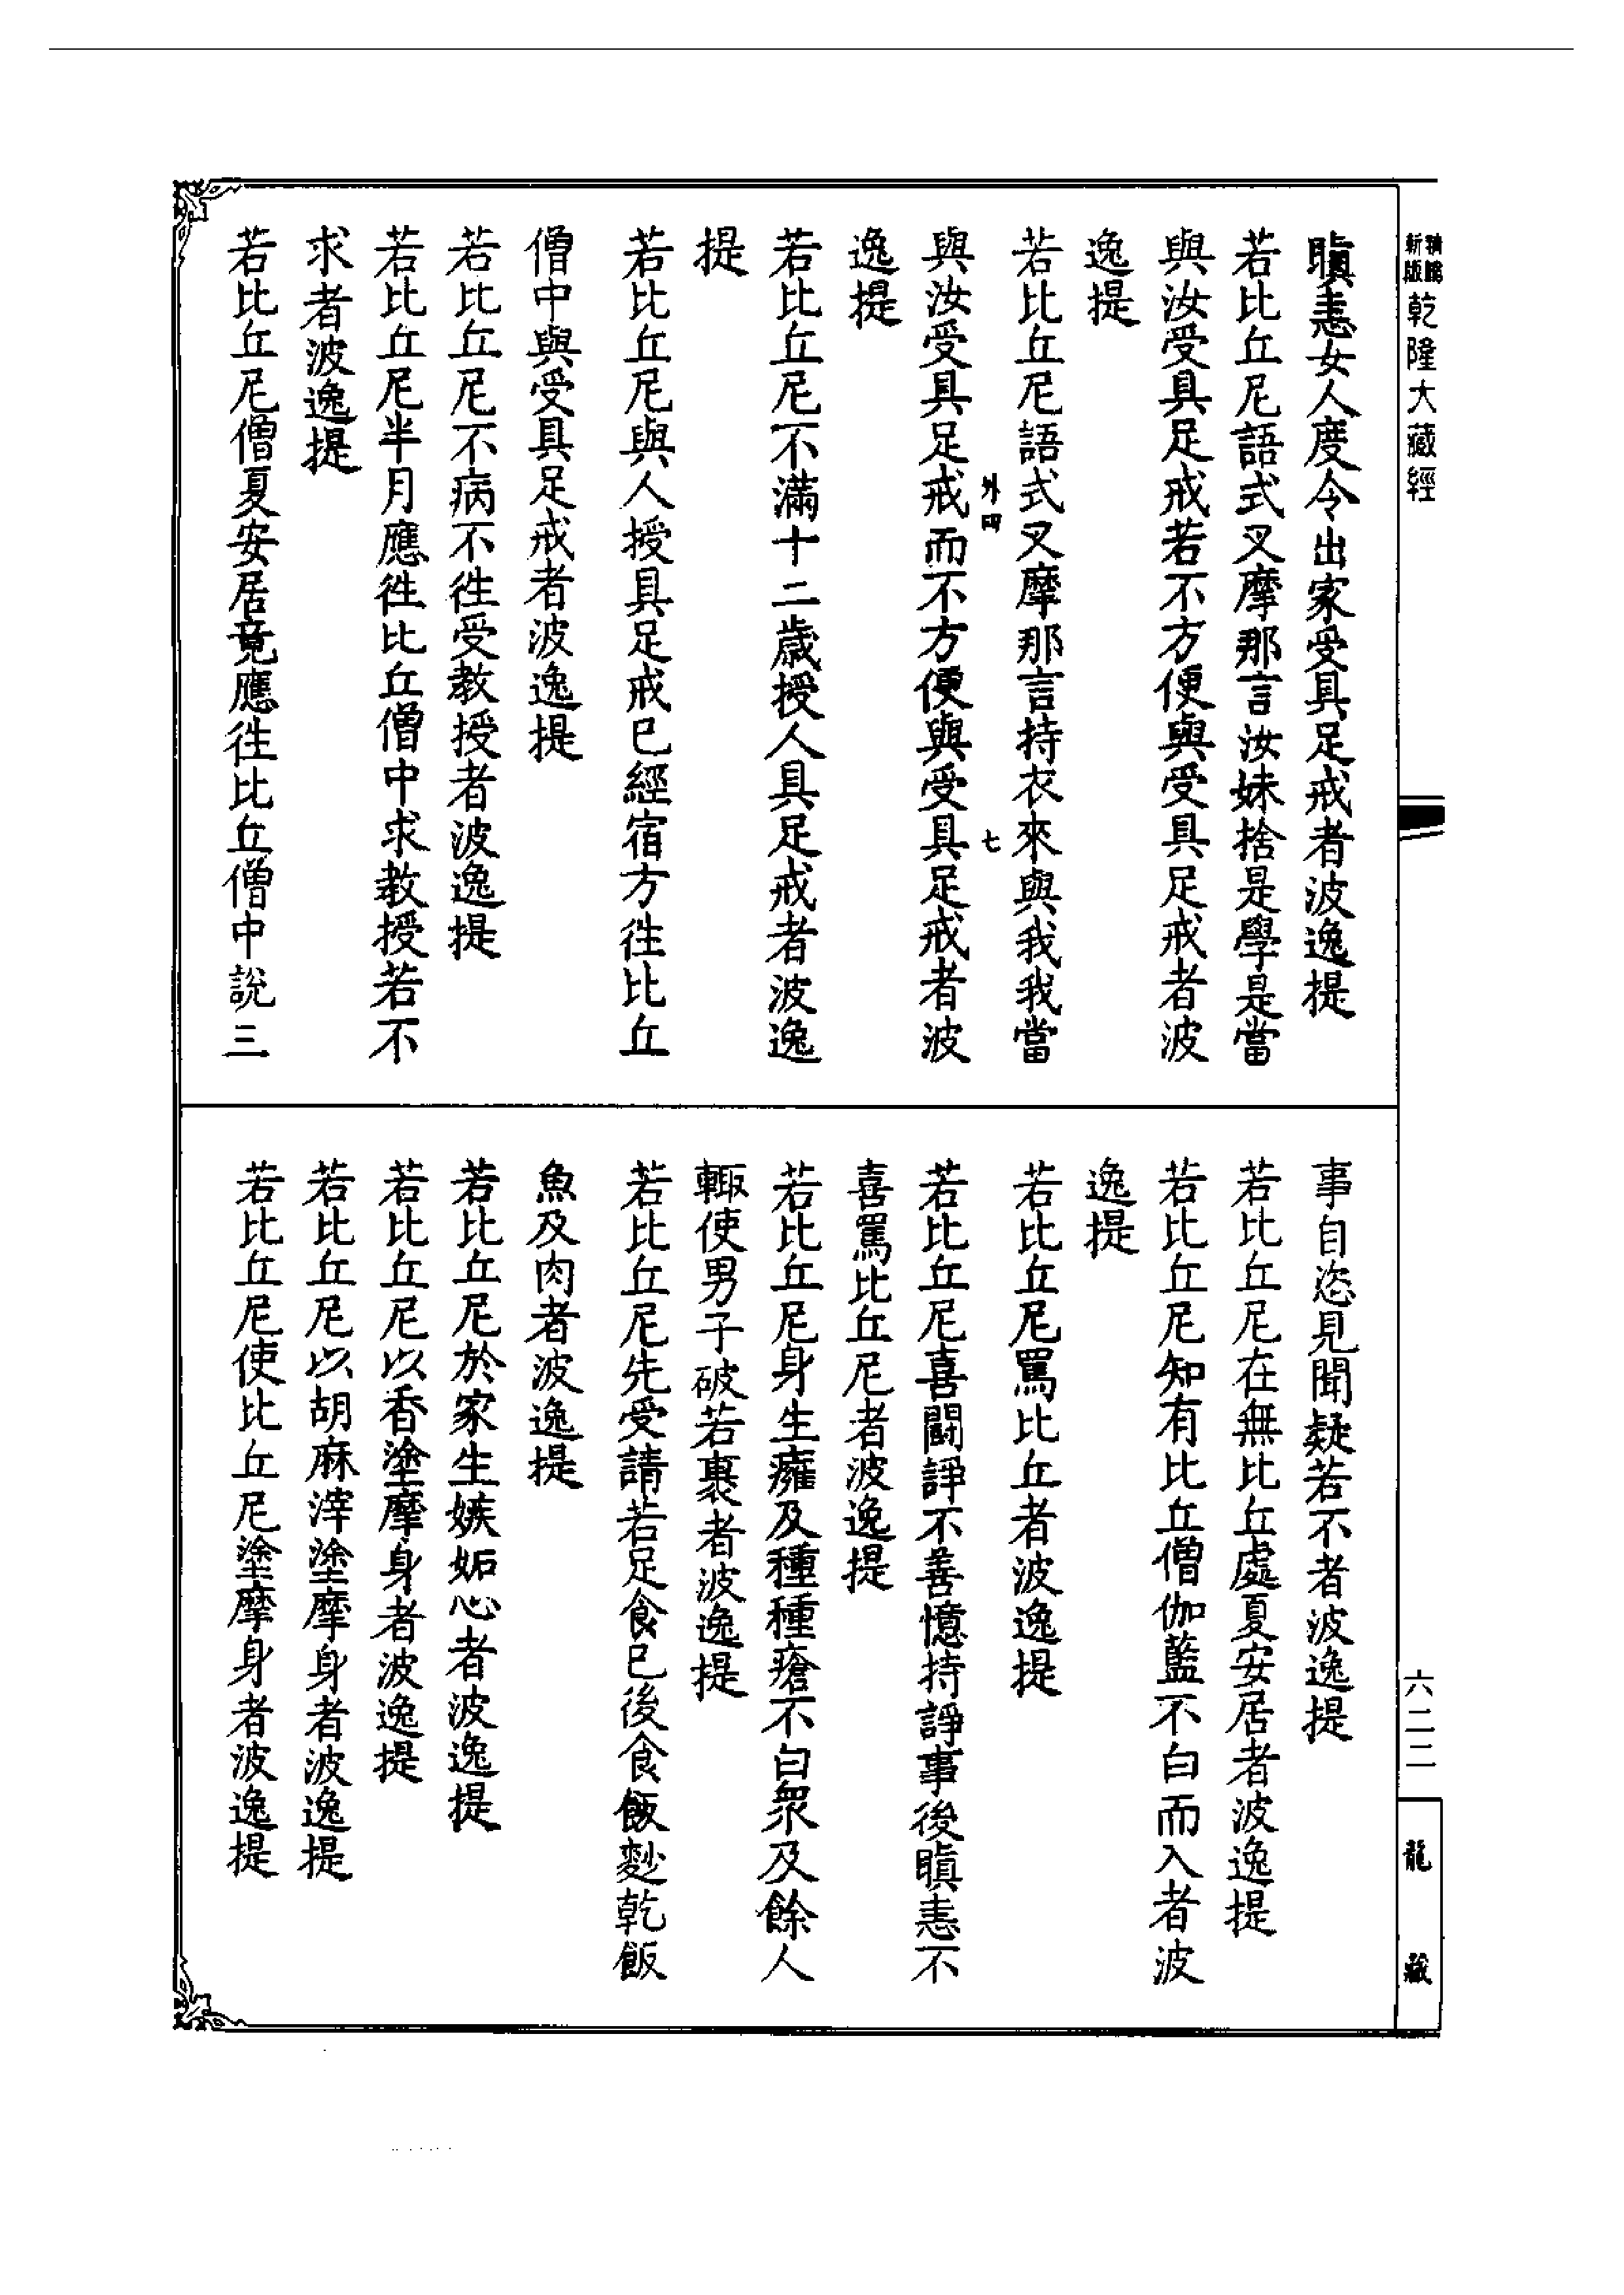 新版 乾隆大藏經
瞋恚女人度令出家受具足戒者波逸提
若比丘尼語式叉摩那言汝妹捨是學是當
與汝受具足戒若不方便與受具足戒者波
逸提
若比丘尼語式叉摩那言持衣來與我我當
外四 七
與汝受具足戒而不方便與受具足戒者波
逸提
若比丘尼不滿十二歲授人具足戒者波逸
提
若比丘尼與人授具足戒已經宿方往比丘
僧中與受具足戒者波逸提
若比丘尼不病不往受教授者波逸提
若比丘尼半月應往比丘僧中求教授若不
求者波逸提
若比丘尼僧夏安居竟應往比丘僧中說三
事自恣見聞疑若不者波逸提
若比丘尼在無比丘處夏安居者波逸提
若比丘尼知有比丘僧伽藍不白而入者波
逸提
若比丘尼罵比丘者波逸提
若比丘尼喜鬪諍不善憶持諍事後瞋恚不
喜罵比丘尼者波逸提
若比丘尼身生癰及種種瘡不白眾及餘人
輙使男子破若裹者波逸提
若比丘尼先受請若足食已後食飯麨乾飯
魚及肉者波逸提
若比丘尼於家生嫉妬心者波逸提
若比丘尼以香塗摩身者波逸提
若比丘尼以胡麻滓塗摩身者波逸提
若比丘尼使比丘尼塗摩身者波逸提
六二二
龍藏